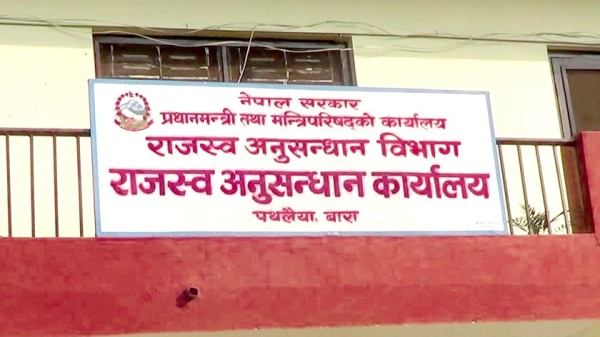 नेपाल सरकार
प्रधानमन्त्री तथा मन्त्रिपरिषद्को कार्यालय
राजस्व अनुसन्धान विभाग
राजस्व अनुसन्धान कार्यालय
पथलैया, बारा